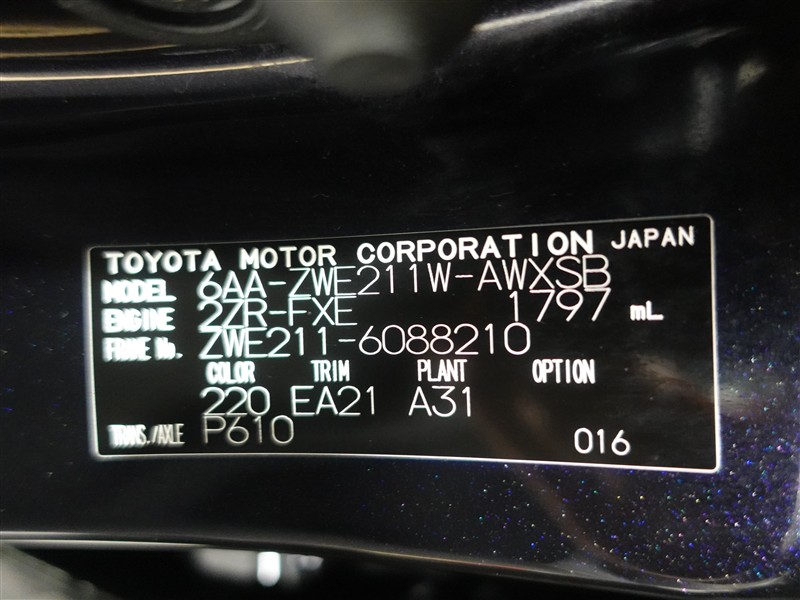 TOYOTA MOTOR CORPORATION JAPAN
MODEL 6AA-ZWE211W-AWXSB
ENGINE 2ZR-FXE 1797 mL
FRAME No. ZWE211-6088210
COLOR TRIM PLANT OPTION
220 EA21 A31
TRANS./AXLE P610 016